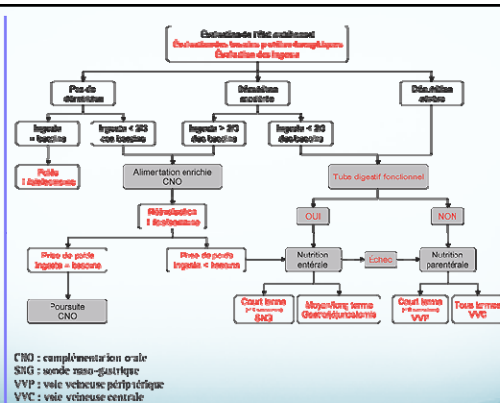 Évaluation de l'état nutritionnel
Évaluation des besoins protéino-énergétiques
Évaluation des ingesta
Pas de
dénutrition
Dénutrition
modérée
Dénutrition
sévère
Ingesta
= besoins
Ingesta < 2/3
des besoins
Ingesta > 2/3
des besoins
Ingesta < 2/3
des besoins
Poids
1 fois/semaine
Alimentation enrichie
CNO
Tube digestif fonctionnel
Réévaluation
1 fois/semaine
OUI
NON
Prise de poids
Ingesta = besoins
Prise de poids
Ingesta < besoins
Nutrition
entérale
Échec
Nutrition
parentérale
Poursuite
CNO
Court terme
SNG
Moyen/long terme
Gastro/jéjunostomie
Court terme
VVP
Tous termes
VVC
CNO : complémentation orale
SNG : sonde naso-gastrique
VVP : voie veineuse périphérique
VVC : voie veineuse centrale